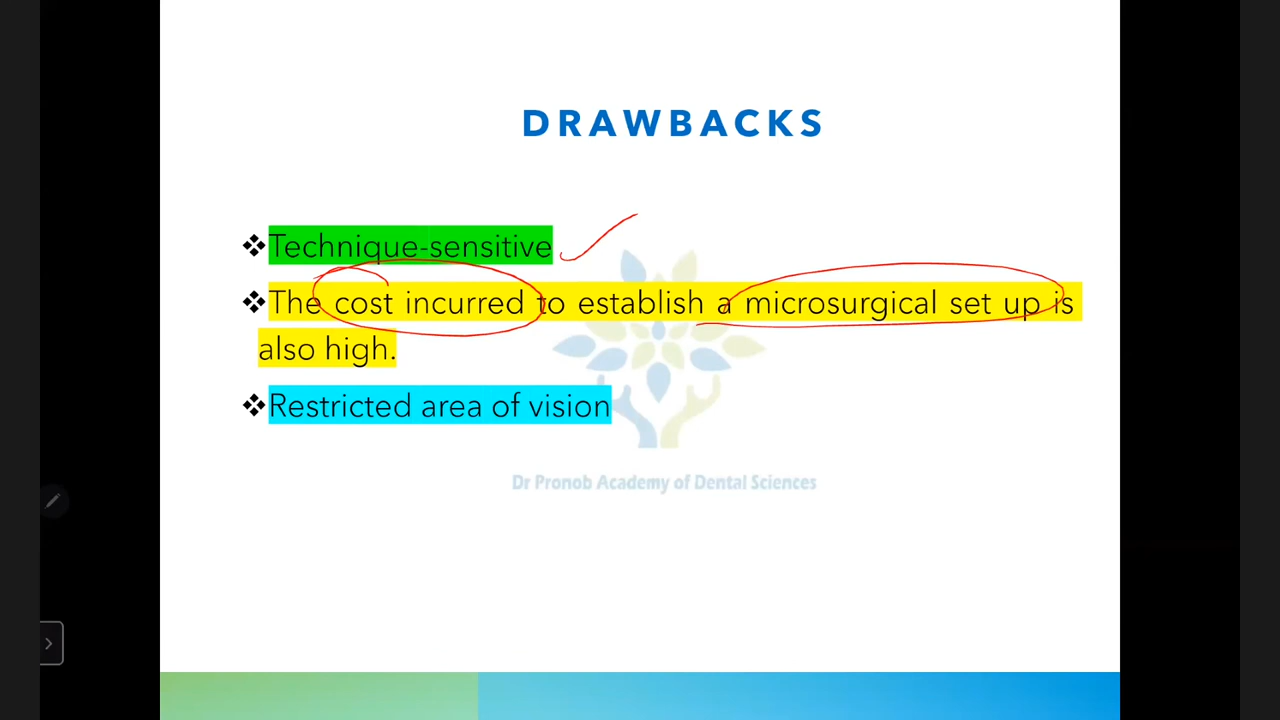 DRAWBACKS
❖Technique-sensitive
❖The cost incurred to establish a microsurgical set up is
also high.
❖Restricted area of vision
Dr Pronob Academy of Dental Sciences